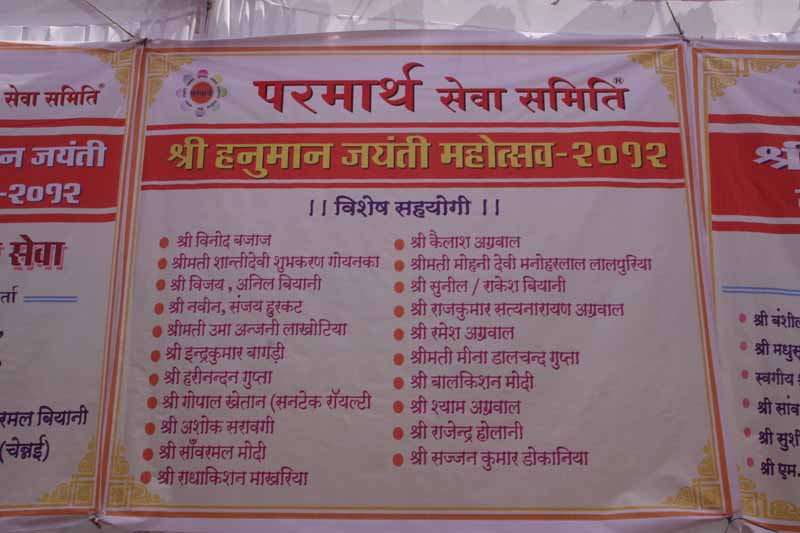 परमार्थ सेवा समिति®
श्री हनुमान जयंती महोत्सव-२०१२
।। विशेष सहयोगी ।।
श्री विनोद बजाज
श्रीमती शान्तीदेवी शुभकरण गोयनका
श्री विजय , अनिल बियानी
श्री नवीन, संजय हुरकट
श्रीमती उमा अन्जनी लाखोटिया
श्री इन्द्रकुमार बागड़ी
श्री हरीनन्दन गुप्ता
श्री गोपाल खेतान (सनटेक रॉयल्टी
श्री अशोक सरावगी
श्री साँवरमल मोदी
श्री राधाकिशन माखरिया
श्री कैलाश अग्रवाल
श्रीमती मोहनी देवी मनोहरलाल लालपुरिया
श्री सुनील / राकेश बियानी
श्री राजकुमार सत्यनारायण अग्रवाल
श्री रमेश अग्रवाल
श्रीमती मीना डालचन्द गुप्ता
श्री बालकिशन मोदी
श्री श्याम अग्रवाल
श्री राजेन्द्र होलानी
श्री सज्जन कुमार डोकानिया
सेवा समिति®
जयंती
-२०१२
सेवा
बियानी
(चेन्नई)
श्री
श्री
श्री
स्वगीय
श्री
श्री
श्री एम.